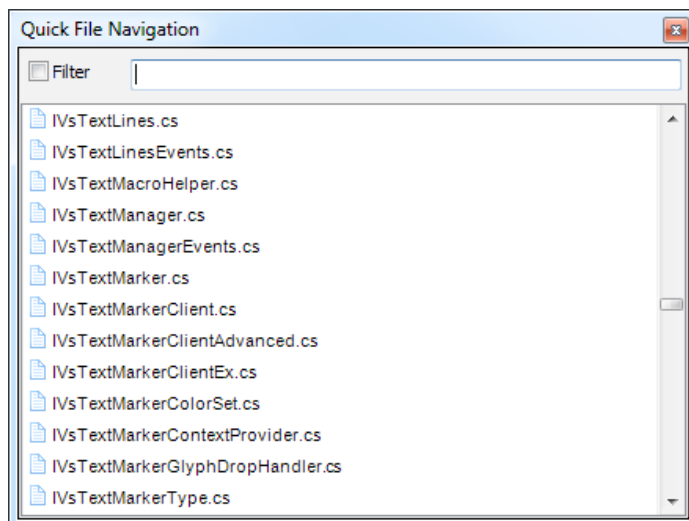 Quick File Navigation
Filter
IVsTextLines.cs
IVsTextLinesEvents.cs
IVsTextMacroHelper.cs
IVsTextManager.cs
IVsTextManagerEvents.cs
IVsTextMarker.cs
IVsTextMarkerClient.cs
IVsTextMarkerClientAdvanced.cs
IVsTextMarkerClientEx.cs
IVsTextMarkerColorSet.cs
IVsTextMarkerContextProvider.cs
IVsTextMarkerGlyphDropHandler.cs
IVsTextMarkerType.cs